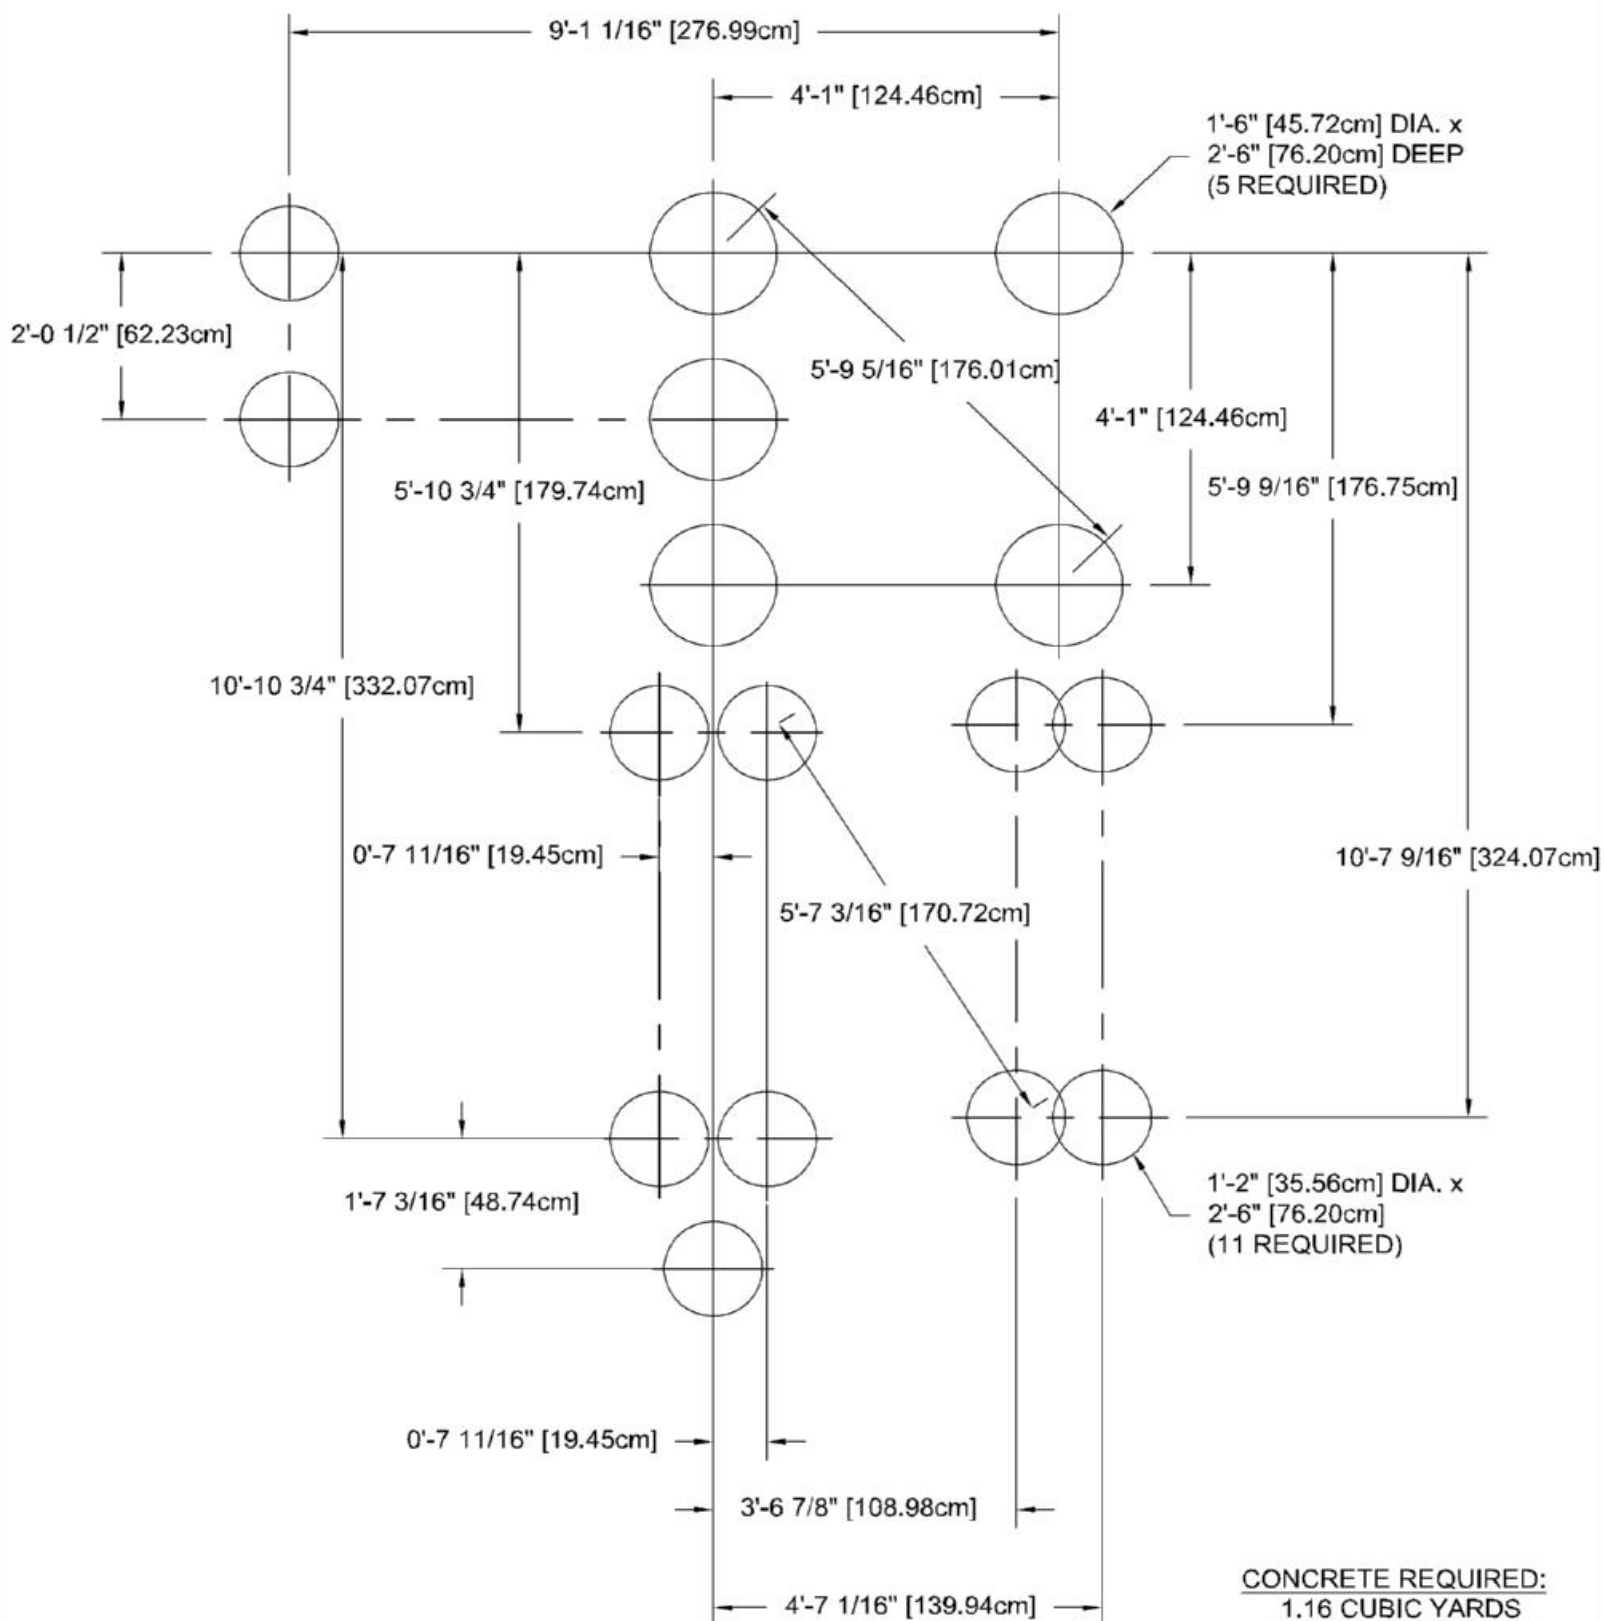 9'-1 1/16" [276.99cm]
4'-1" [124.46cm]
1'-6" [45.72cm] DIA. x
2'-6" [76.20cm] DEEP
(5 REQUIRED)
2'-0 1/2" [62.23cm]
5'-9 5/16" [176.01cm]
4'-1" [124.46cm]
5'-10 3/4" [179.74cm]
5'-9 9/16" [176.75cm]
10'-10 3/4" [332.07cm]
0'-7 11/16" [19.45cm]
10'-7 9/16" [324.07cm]
5'-7 3/16" [170.72cm]
1'-7 3/16" [48.74cm]
1'-2" [35.56cm] DIA. x
2'-6" [76.20cm]
(11 REQUIRED)
0'-7 11/16" [19.45cm]
3'-6 7/8" [108.98cm]
4'-7 1/16" [139.94cm]
CONCRETE REQUIRED:
1.16 CUBIC YARDS